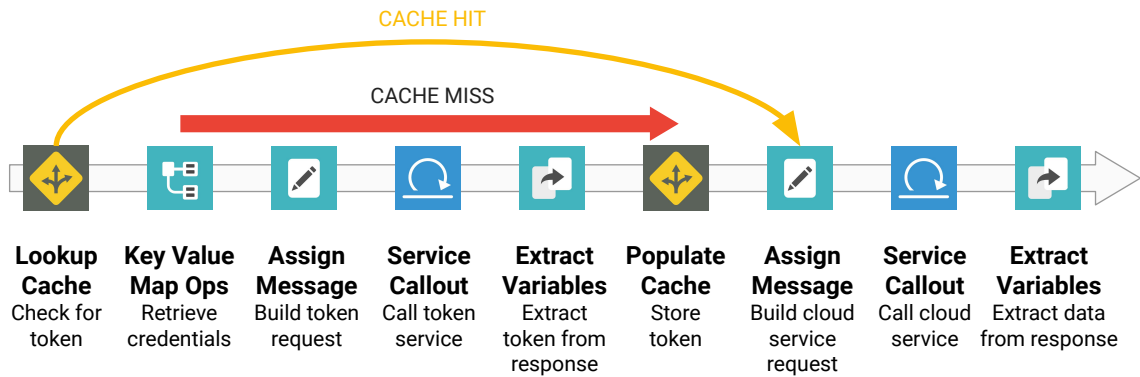 CACHE HIT
CACHE MISS
Lookup
Cache
Check for
token
Key Value
Map Ops
Retrieve
credentials
Assign
Message
Build token
request
Service
Callout
Call token
service
Extract
Variables
Extract
token from
response
Populate
Cache
Store
token
Assign
Message
Build cloud
service
request
Service
Callout
Call cloud
service
Extract
Variables
Extract data
from response